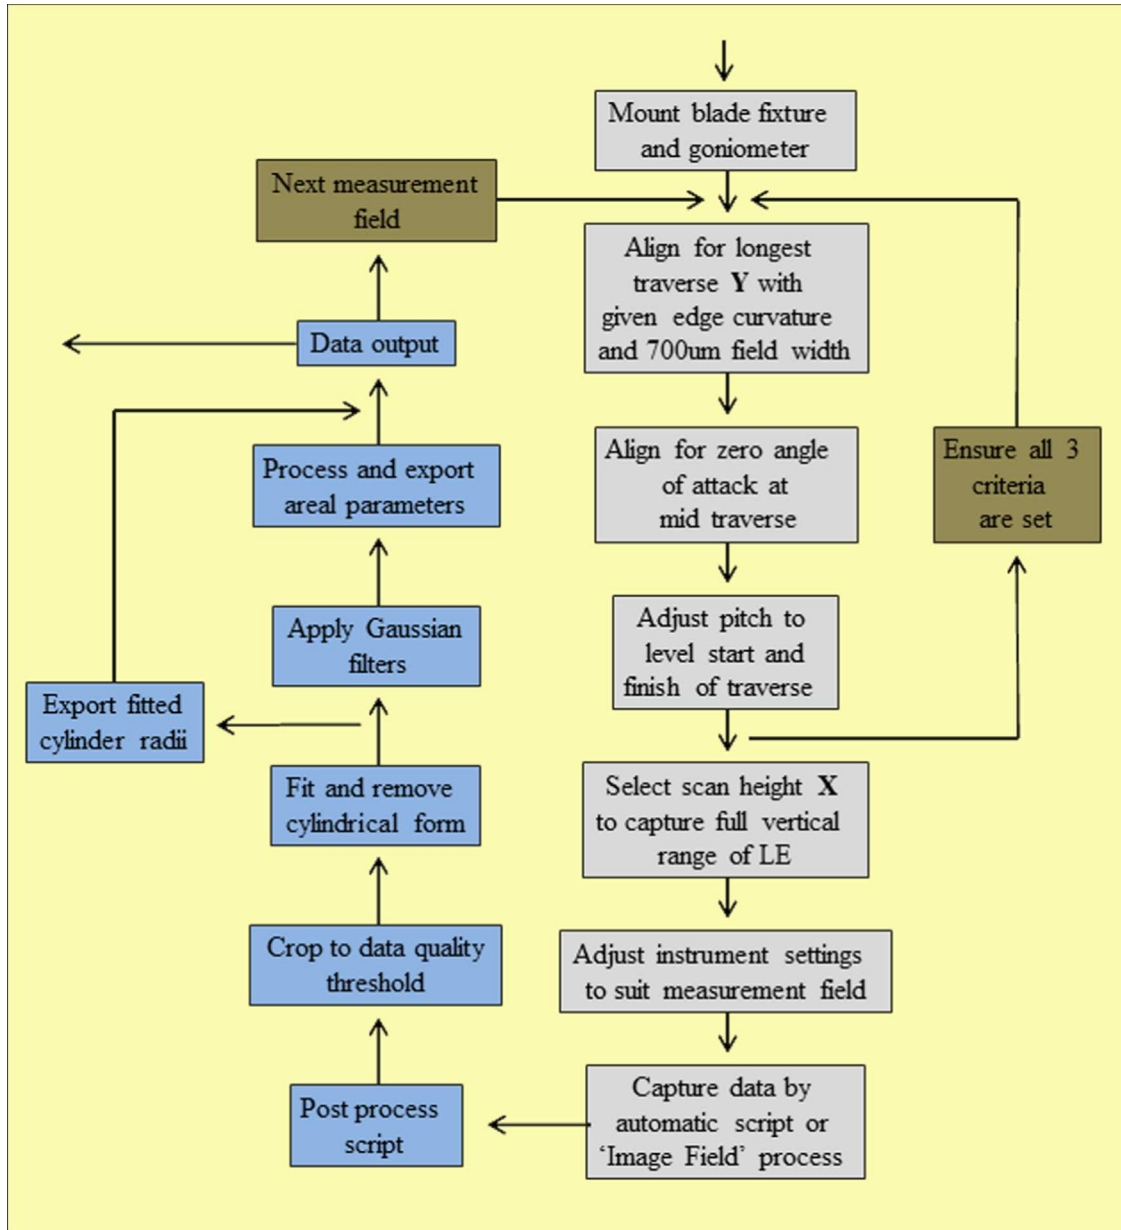 Mount blade fixture
and goniometer
Next measurement
field
Align for longest
traverse Y with
given edge curvature
and 700um field width
Data output
Align for zero angle
of attack at
mid traverse
Ensure all 3
criteria
are set
Process and export
areal parameters
Adjust pitch to
level start and
finish of traverse
Apply Gaussian
filters
Export fitted
cylinder radii
Fit and remove
cylindrical form
Select scan height X
to capture full vertical
range of LE
Crop to data quality
threshold
Adjust instrument settings
to suit measurement field
Post process
script
Capture data by
automatic script or
‘Image Field’ process